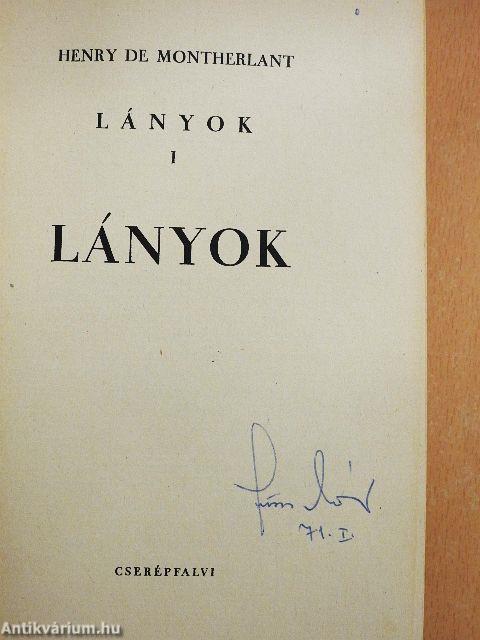 HENRY DE MONTHERLANT
LÁNYOK
I
LÁNYOK
71. I.
CSERÉPFALVI
Antikvárium.hu